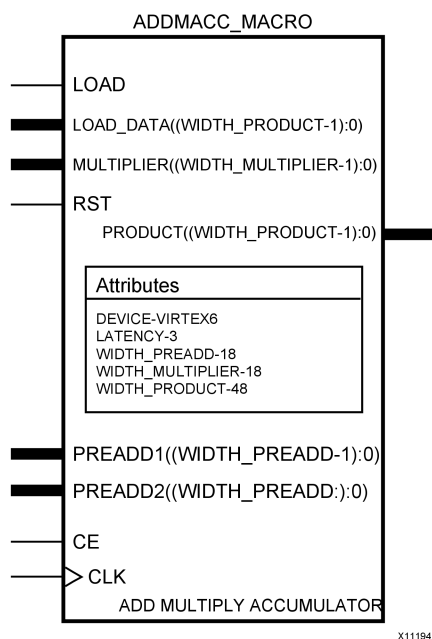 ADDMACC_MACRO
LOAD
LOAD_DATA((WIDTH_PRODUCT-1):0)
MULTIPLIER((WIDTH_MULTIPLIER-1):0)
RST
PRODUCT((WIDTH_PRODUCT-1):0)
Attributes
DEVICE-VIRTEX6
LATENCY-3
WIDTH_PREADD-18
WIDTH_MULTIPLIER-18
WIDTH_PRODUCT-48
PREADD1((WIDTH_PREADD-1):0)
PREADD2((WIDTH_PREADD:):0)
CE
CLK
ADD MULTIPLY ACCUMULATOR
X11194